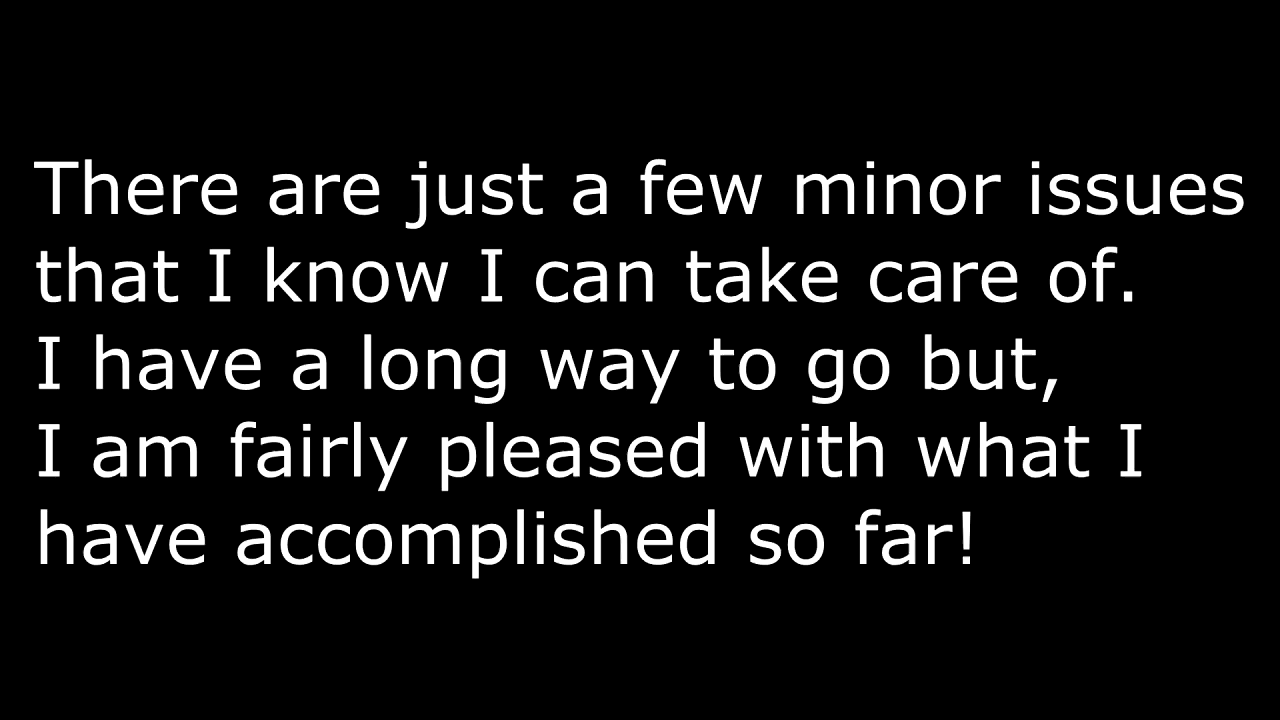 There are just a few minor issues
that I know I can take care of.
I have a long way to go but,
I am fairly pleased with what I
have accomplished so far!